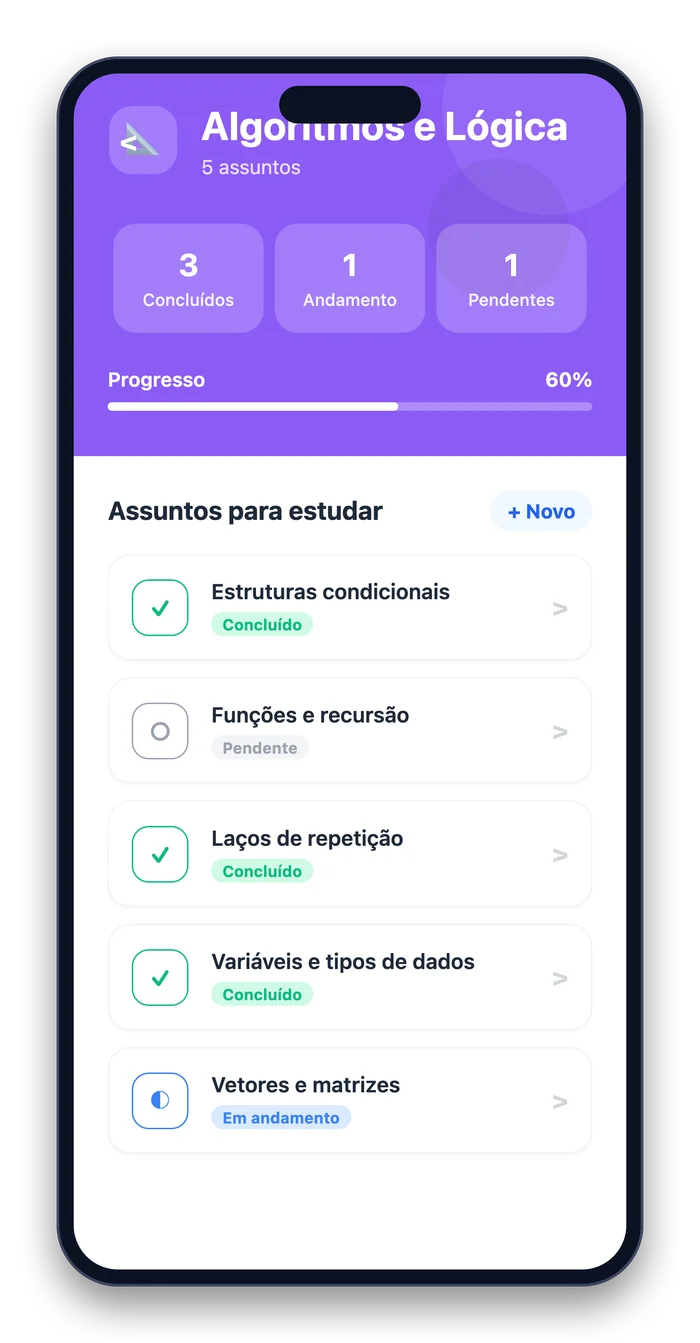 Algoritmos e Lógica
5 assuntos
3
Concluídos
1
Andamento
1
Pendentes
Progresso
60%
Assuntos para estudar
+ Novo
Estruturas condicionais
Concluído
>
Funções e recursão
Pendente
>
Laços de repetição
Concluído
>
Variáveis e tipos de dados
Concluído
>
Vetores e matrizes
Em andamento
>